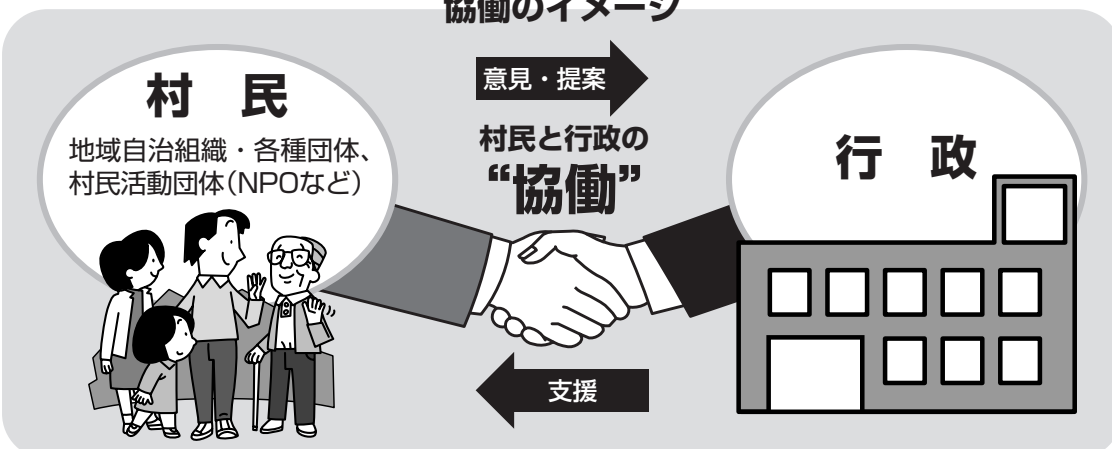 協働のイメージ
村　民
地域自治組織・各種団体、
村民活動団体(NPOなど)
意見・提案
村民と行政の
“協働”
支援
行　政